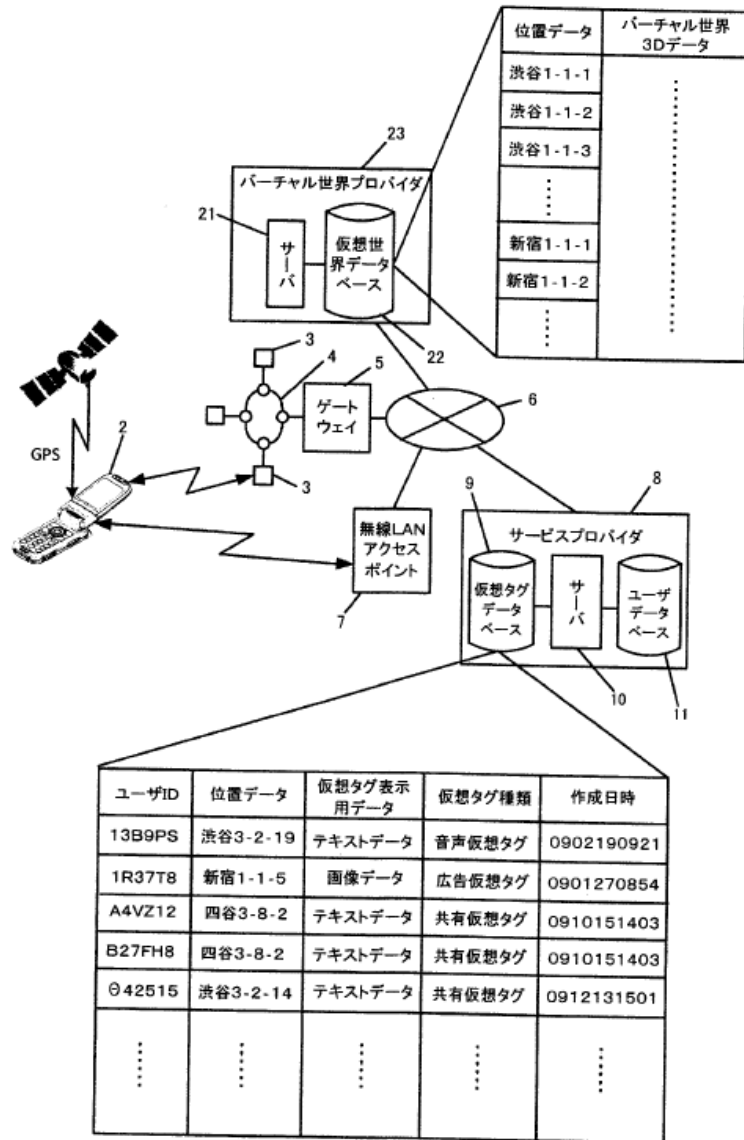 位置データ
バーチャル世界
3Dデータ
渋谷1-1-1
渋谷1-1-2
渋谷1-1-3
新宿1-1-1
新宿1-1-2
23
バーチャル世界プロバイダ
21
サーバ
仮想世
界データ
ベース
22
3
4
5
ゲート
ウェイ
6
GPS
2
3
無線LAN
アクセス
ポイント
7
8
サービスプロバイダ
9
仮想タグ
データ
ベース
サーバ
ユーザ
データ
ベース
10
11
ユーザID 位置データ 仮想タグ表示用データ 仮想タグ種類 作成日時
13B9PS 渋谷3-2-19 テキストデータ 音声仮想タグ 0902190921
1R37T8 新宿1-1-5 画像データ 広告仮想タグ 0901270854
A4VZ12 四谷3-8-2 テキストデータ 共有仮想タグ 0910151403
B27FH8 四谷3-8-2 テキストデータ 共有仮想タグ 0910151403
Θ42515 渋谷3-2-14 テキストデータ 共有仮想タグ 0912131501